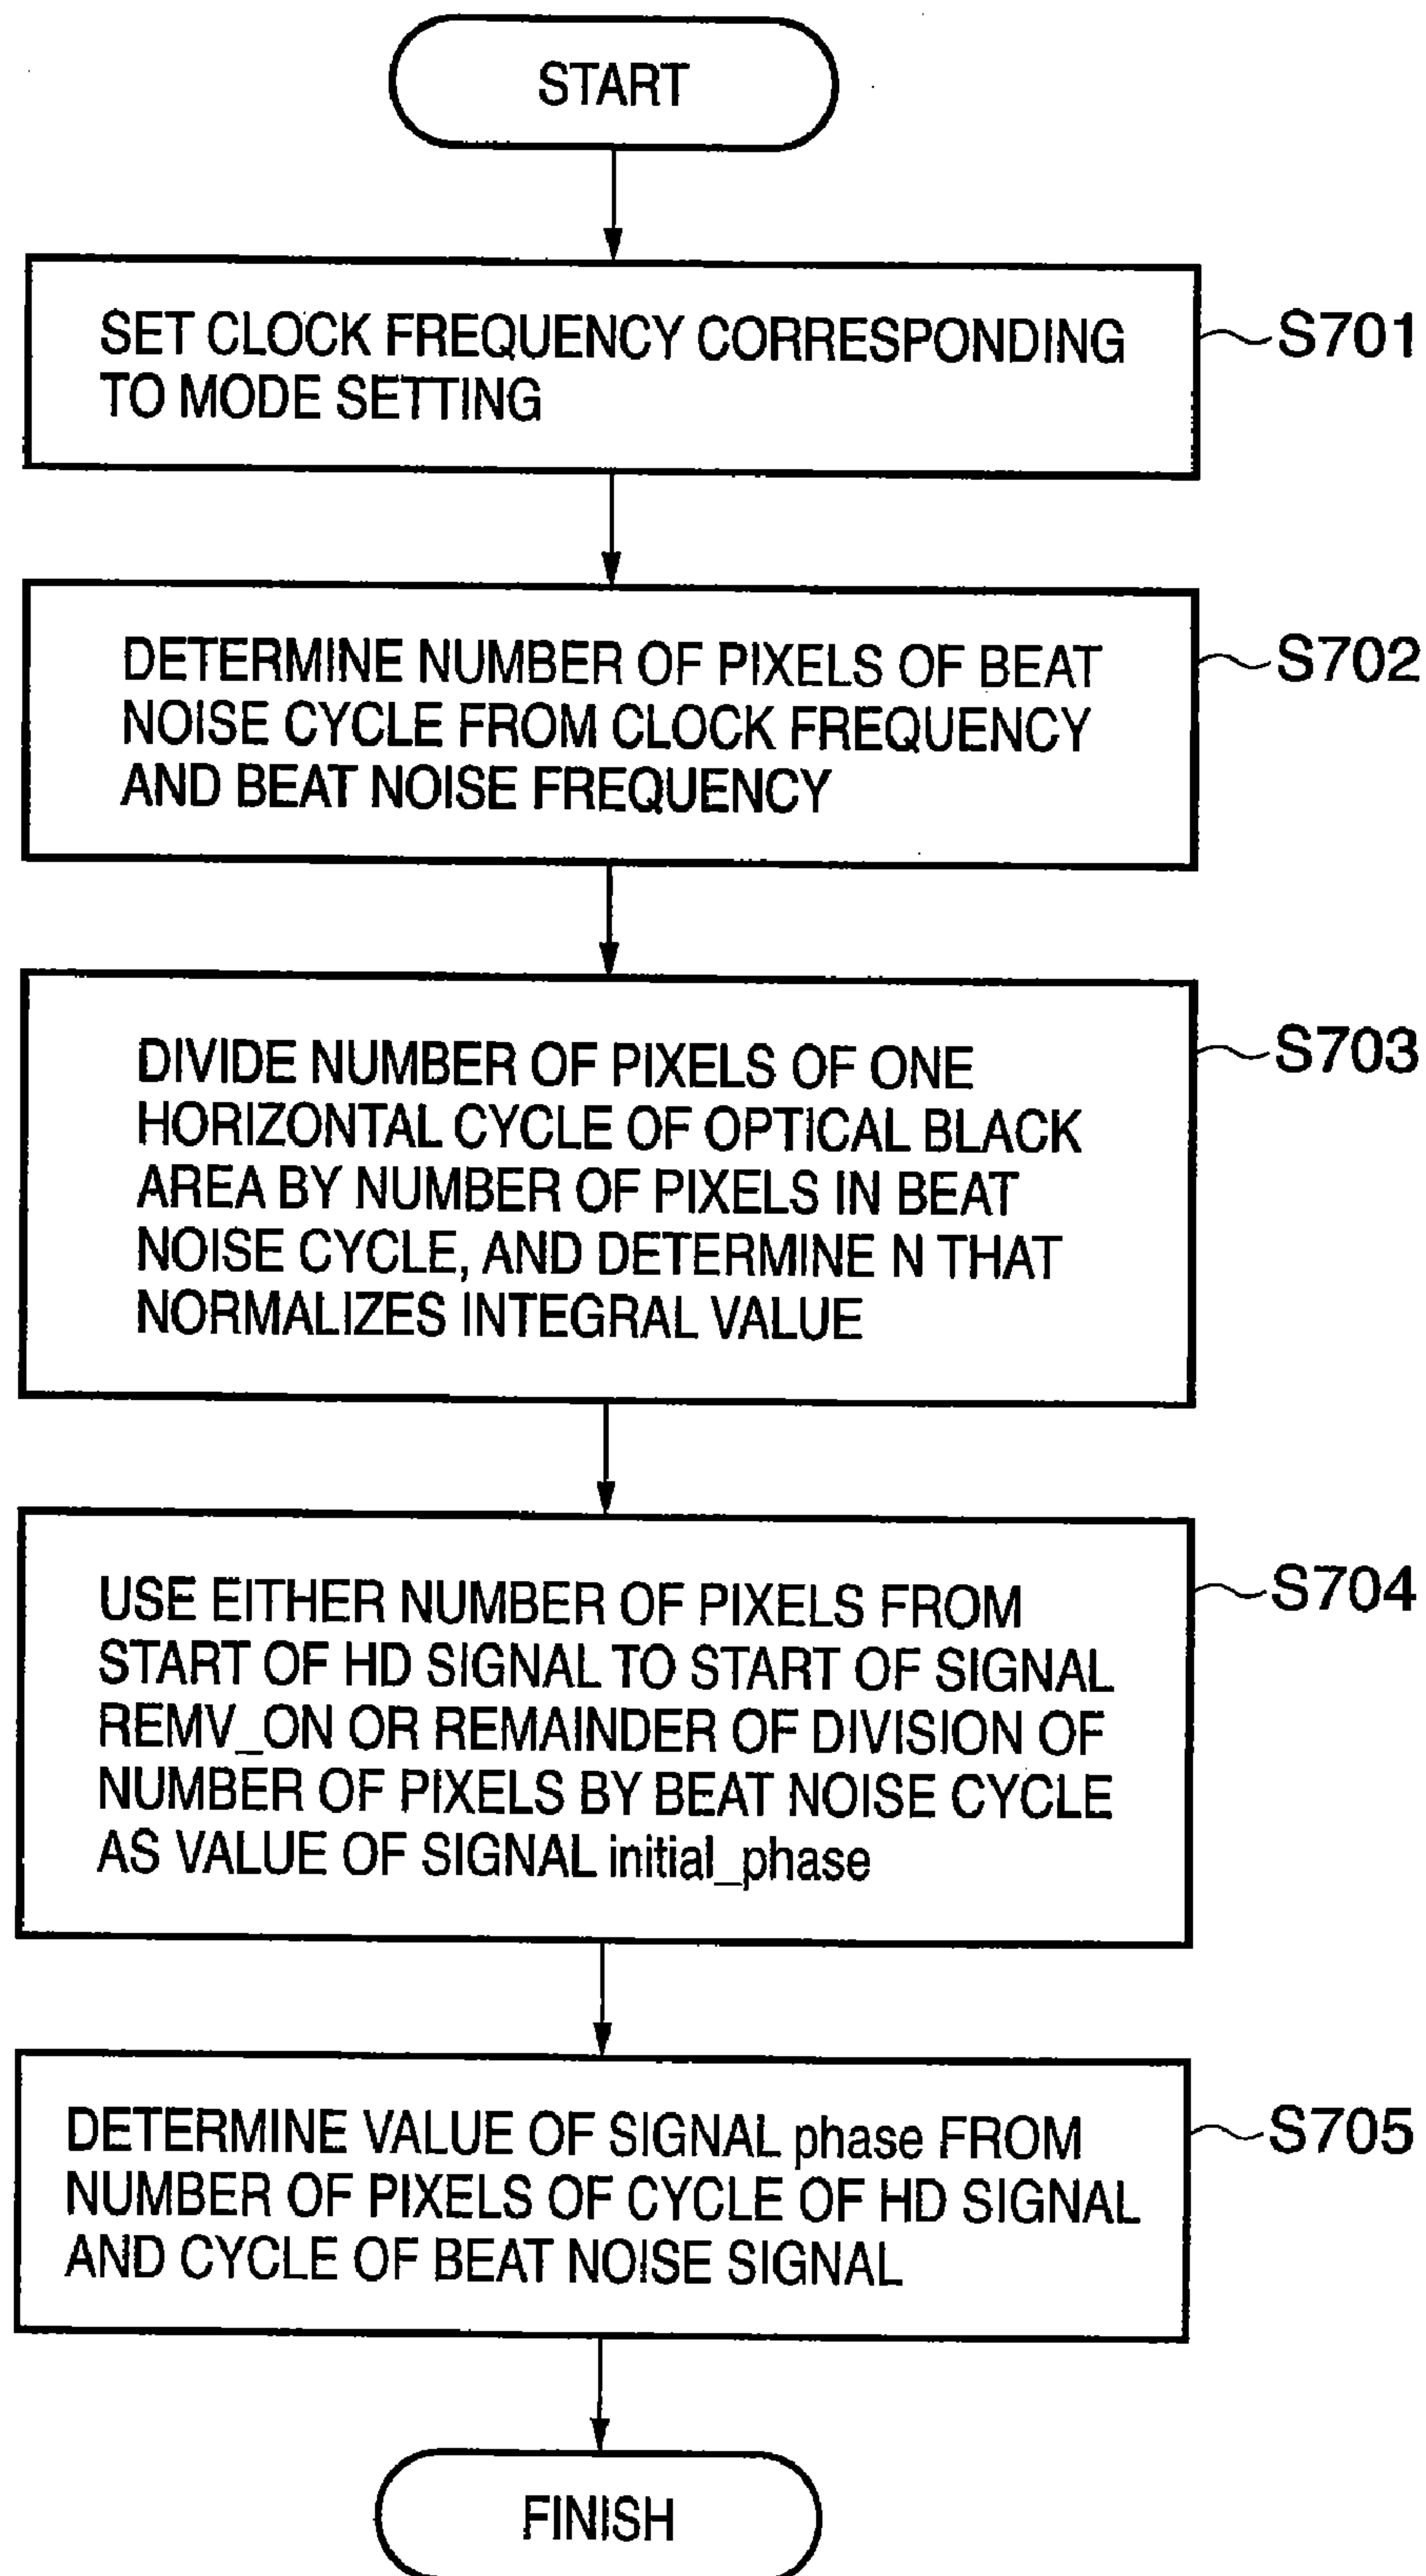 START
SET CLOCK FREQUENCY CORRESPONDING
TO MODE SETTING
S701
DETERMINE NUMBER OF PIXELS OF BEAT
NOISE CYCLE FROM CLOCK FREQUENCY
AND BEAT NOISE FREQUENCY
S702
DIVIDE NUMBER OF PIXELS OF ONE
HORIZONTAL CYCLE OF OPTICAL BLACK
AREA BY NUMBER OF PIXELS IN BEAT
NOISE CYCLE, AND DETERMINE N THAT
NORMALIZES INTEGRAL VALUE
S703
USE EITHER NUMBER OF PIXELS FROM
START OF HD SIGNAL TO START OF SIGNAL
REMV_ON OR REMAINDER OF DIVISION OF
NUMBER OF PIXELS BY BEAT NOISE CYCLE
AS VALUE OF SIGNAL initial_phase
S704
DETERMINE VALUE OF SIGNAL phase FROM
NUMBER OF PIXELS OF CYCLE OF HD SIGNAL
AND CYCLE OF BEAT NOISE SIGNAL
S705
FINISH